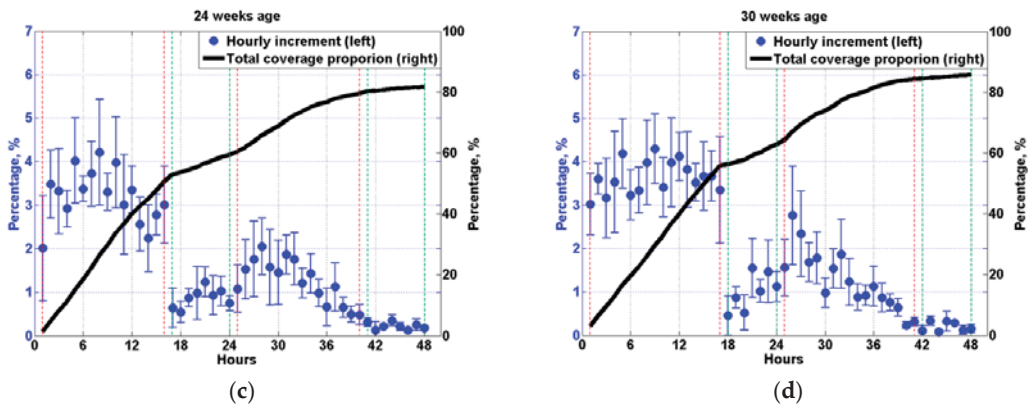 24 weeks age
7
6
5
4
3
2
1
0
Percentage, %
100
80
60
40
20
0
Percentage, %
Hourly increment (left)
Total coverage proporion (right)
0 6 12 18 24 30 36 42 48
Hours
(c)
30 weeks age
7
6
5
4
3
2
1
0
Percentage, %
100
80
60
40
20
0
Percentage, %
Hourly increment (left)
Total coverage proporion (right)
0 6 12 18 24 30 36 42 48
Hours
(d)